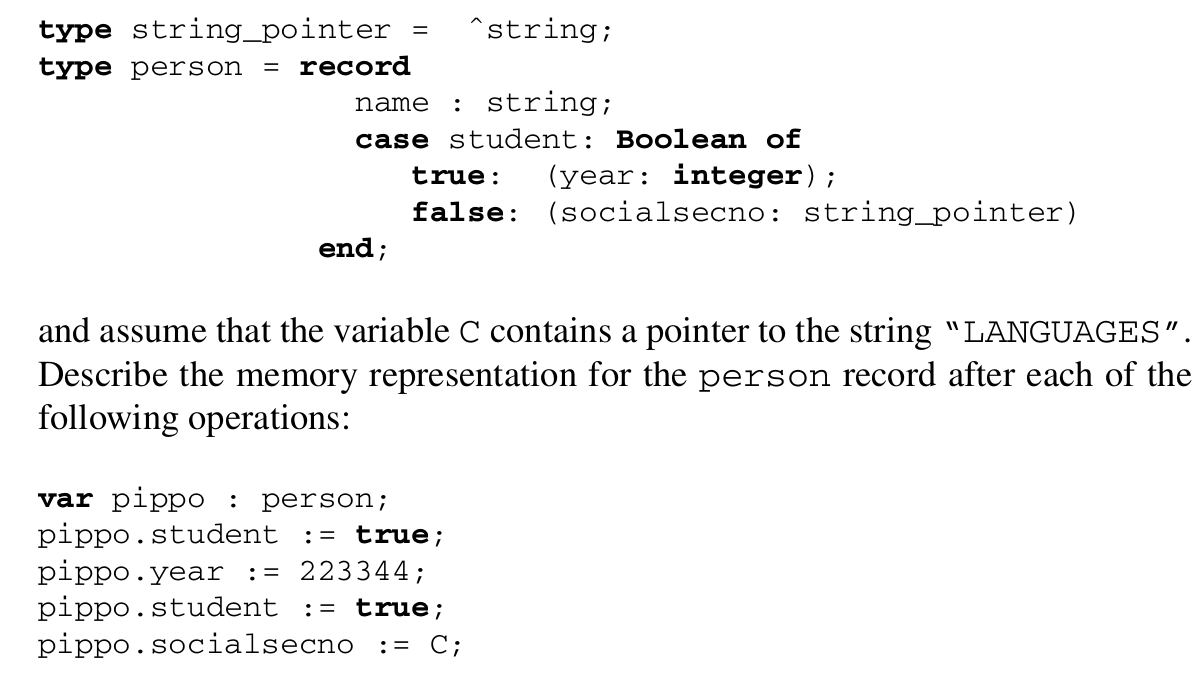 type string_pointer = ^string;
type person = record
name : string;
case student: Boolean of
true: (year: integer);
false: (socialsecno: string_pointer)
end;
and assume that the variable C contains a pointer to the string “LANGUAGES”.
Describe the memory representation for the person record after each of the
following operations:
var pippo : person;
pippo.student := true;
pippo.year := 223344;
pippo.student := true;
pippo.socialsecno := C;